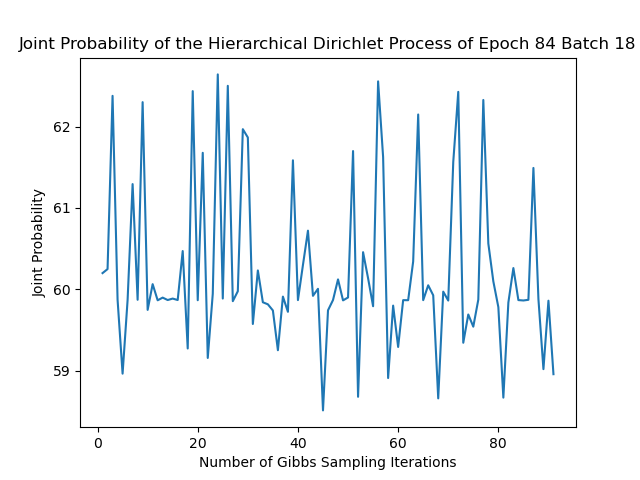 Joint Probability of the Hierarchical Dirichlet Process of Epoch 84 Batch 18
62
61
60
59
Joint Probability
0 20 40 60 80
Number of Gibbs Sampling Iterations